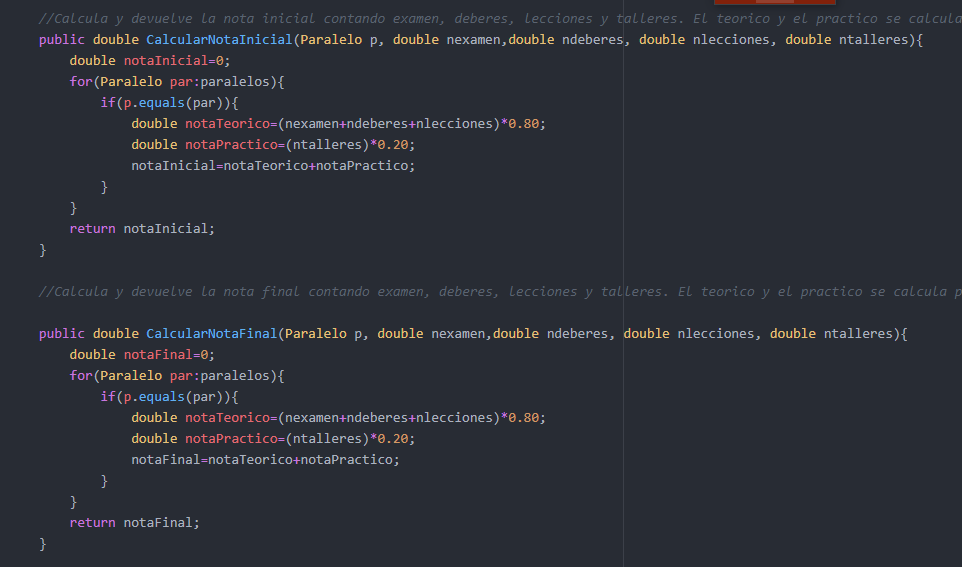 //Calcula y devuelve la nota inicial contando examen, deberes, lecciones y talleres. El teorico y el practico se calcula
public double CalcularNotaInicial(Paralelo p, double nexamen,double ndeberes, double nlecciones, double ntalleres){
    double notaInicial=0;
    for(Paralelo par:paralelos){
        if(p.equals(par)){
            double notaTeorico=(nexamen+ndeberes+nlecciones)*0.80;
            double notaPractico=(ntalleres)*0.20;
            notaInicial=notaTeorico+notaPractico;
        }
    }
    return notaInicial;
}
//Calcula y devuelve la nota final contando examen, deberes, lecciones y talleres. El teorico y el practico se calcula p
public double CalcularNotaFinal(Paralelo p, double nexamen,double ndeberes, double nlecciones, double ntalleres){
    double notaFinal=0;
    for(Paralelo par:paralelos){
        if(p.equals(par)){
            double notaTeorico=(nexamen+ndeberes+nlecciones)*0.80;
            double notaPractico=(ntalleres)*0.20;
            notaFinal=notaTeorico+notaPractico;
        }
    }
    return notaFinal;
}